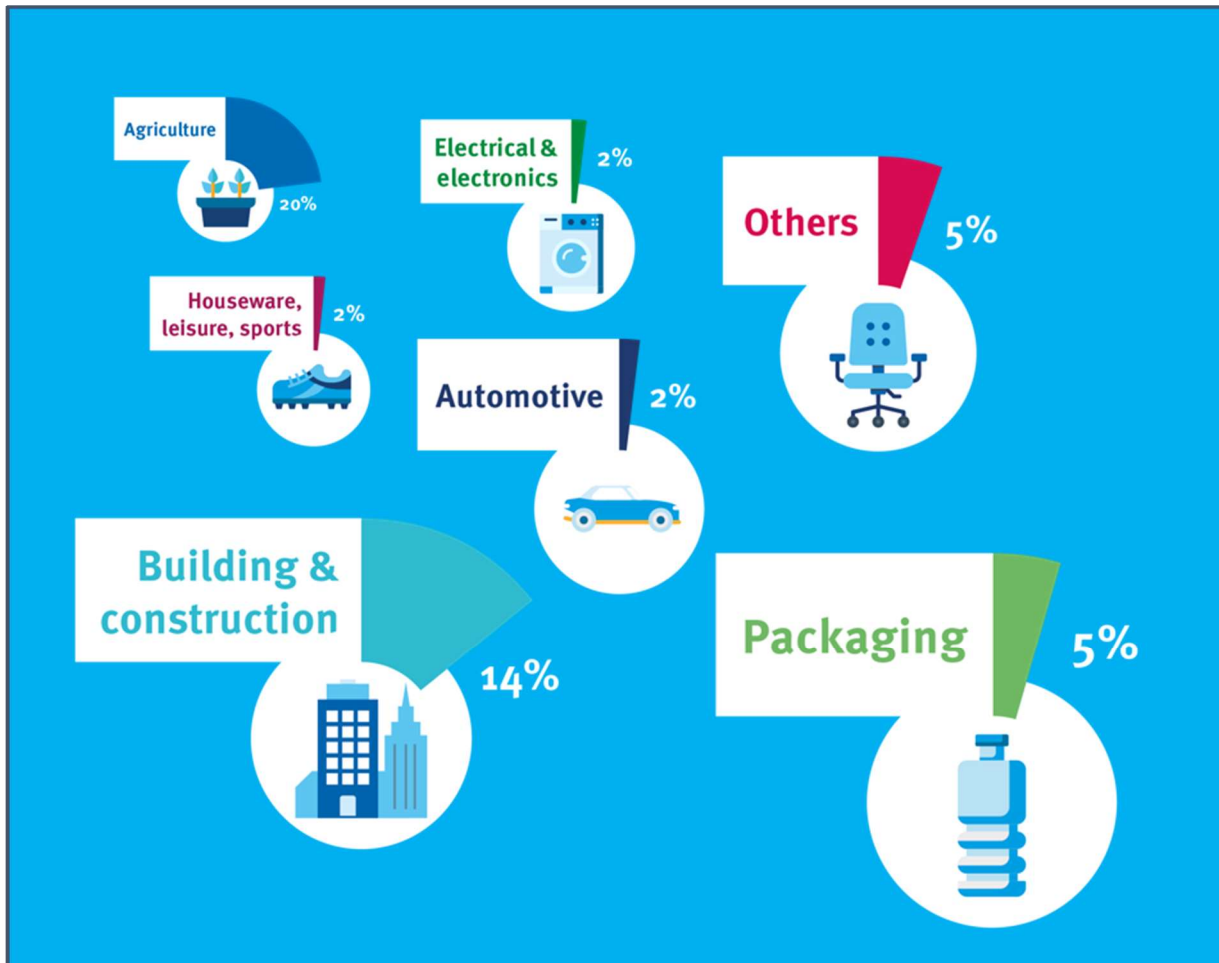 Agriculture
20%
Electrical &
electronics
2%
Others
5%
Houseware,
leisure, sports
2%
Automotive
2%
Building &
construction
14%
Packaging
5%